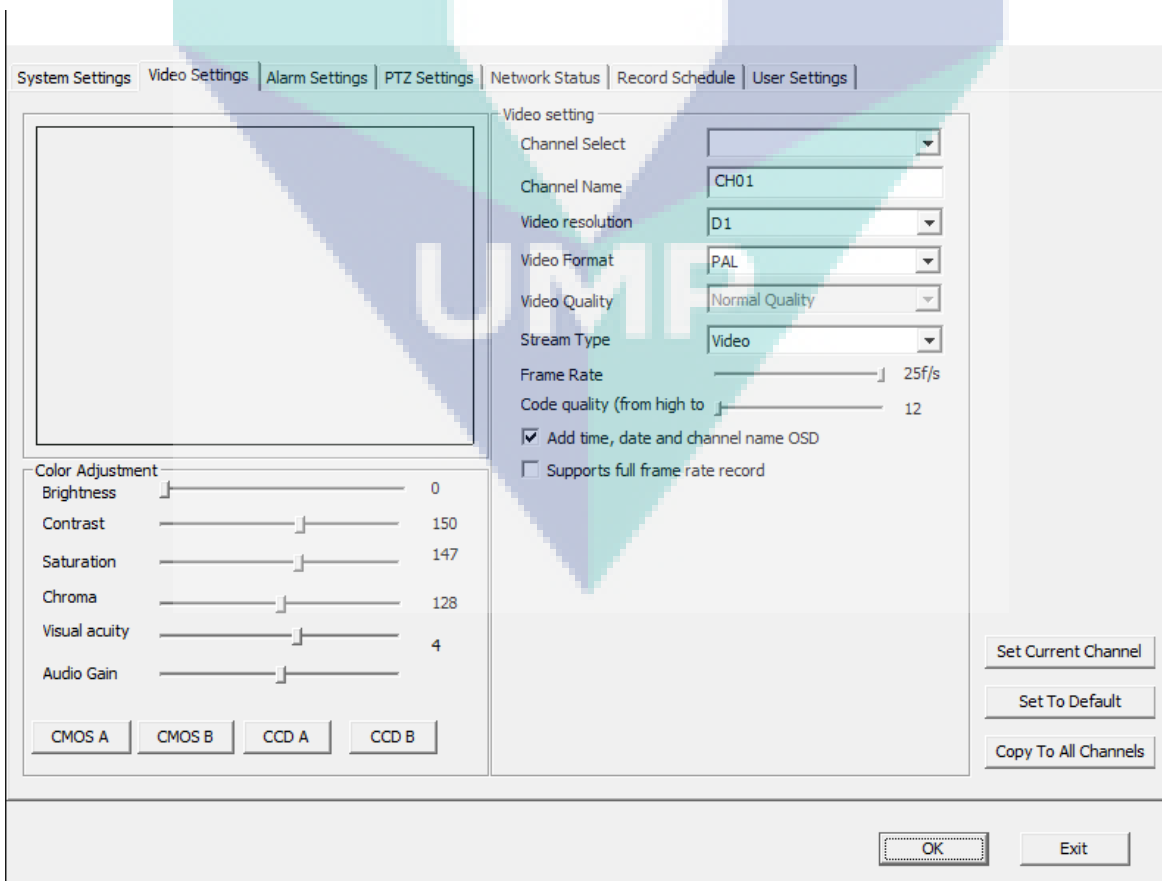 System Settings Video Settings Alarm Settings PTZ Settings Network Status Record Schedule User Settings
Video setting
Channel Select
Channel Name CH01
Video resolution D1
Video Format PAL
Video Quality Normal Quality
Stream Type Video
Frame Rate 25f/s
Code quality (from high to 12
Add time, date and channel name OSD
Supports full frame rate record
UMP
Color Adjustment
Brightness 0
Contrast 150
Saturation 147
Chroma 128
Visual acuity 4
Audio Gain
CMOS A CMOS B CCD A CCD B
Set Current Channel
Set To Default
Copy To All Channels
OK Exit